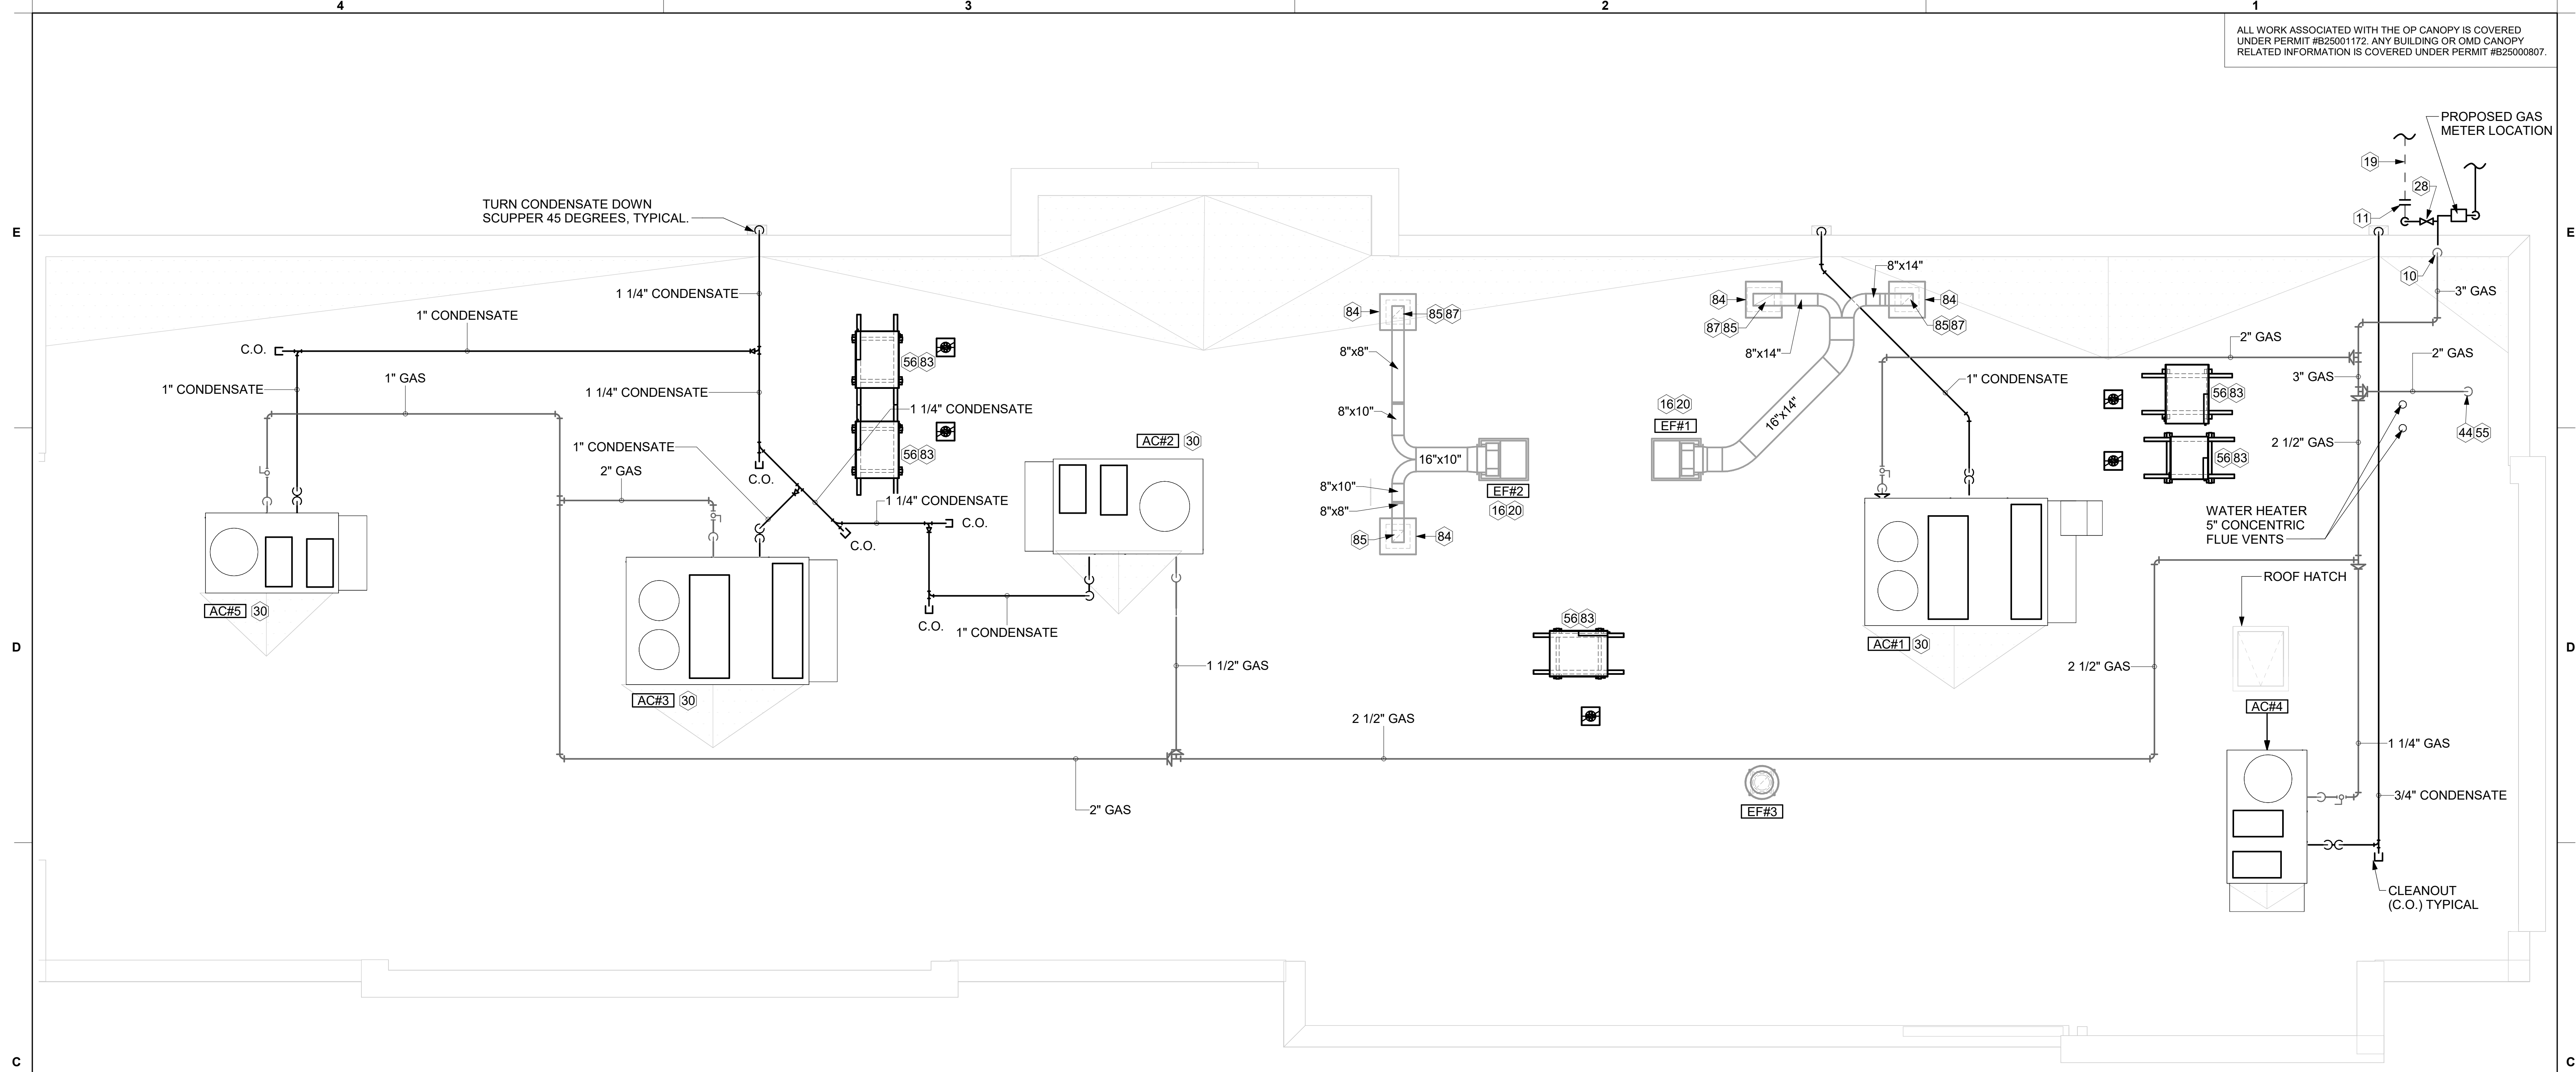 4
3
2
1
ALL WORK ASSOCIATED WITH THE OP CANOPY IS COVERED
UNDER PERMIT #B25001172. ANY BUILDING OR OMD CANOPY
RELATED INFORMATION IS COVERED UNDER PERMIT #B25000807.
PROPOSED GAS
METER LOCATION
19
28
11
TURN CONDENSATE DOWN
SCUPPER 45 DEGREES, TYPICAL.
E
E
8"x14"
10
1 1/4" CONDENSATE
3" GAS
84
84
84
85 87
87 85
85 87
1" CONDENSATE
2" GAS
C.O.
8"x8"
8"x14"
2" GAS
56 83
1" GAS
3" GAS
1" CONDENSATE
1 1/4" CONDENSATE
1" CONDENSATE
56 83
1 1/4" CONDENSATE
8"x10"
16"x14"
16 20
EF#1
44 55
AC#2 30
2 1/2" GAS
1" CONDENSATE
56 83
16"x10"
56 83
2" GAS
C.O.
8"x10"
EF#2
1 1/4" CONDENSATE
8"x8"
16 20
WATER HEATER
5" CONCENTRIC
FLUE VENTS
C.O.
C.O.
85
84
ROOF HATCH
AC#5 30
C.O.
1" CONDENSATE
56 83
AC#1 30
D
D
1 1/2" GAS
2 1/2" GAS
AC#3 30
AC#4
2 1/2" GAS
1 1/4" GAS
2" GAS
EF#3
3/4" CONDENSATE
CLEANOUT
(C.O.) TYPICAL
C
C